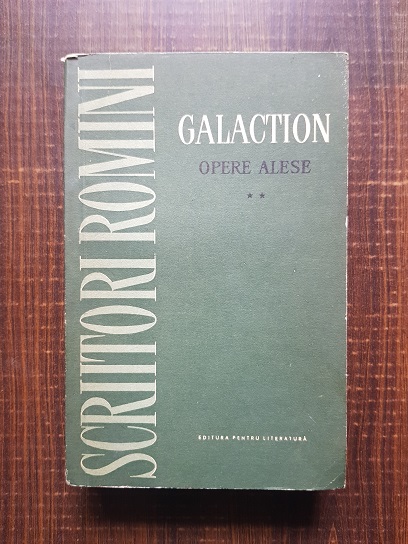 SCRIITORI ROMINI
GALACTION
OPERE ALESE
★ ★
EDITURA PENTRU LITERATURĂ